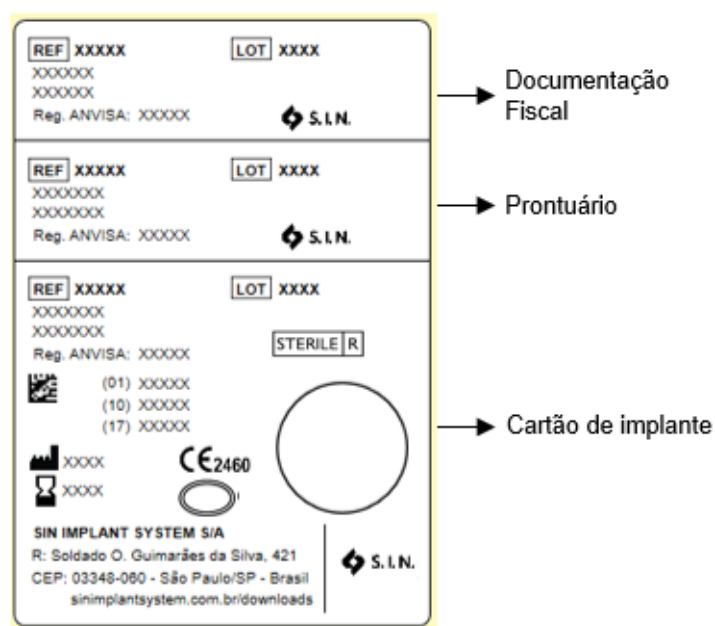 REF XXXXX LOT XXXX
XXXXXX
XXXXXX
Reg. ANVISA: XXXXX S.I.N.
Documentação
Fiscal
REF XXXXX LOT XXXX
XXXXXXX
XXXXXXX
Reg. ANVISA: XXXXX S.I.N.
Prontuário
REF XXXXX LOT XXXX
XXXXXXX
XXXXXXX
Reg. ANVISA: XXXXX
STERILE R
(01) XXXXX
(10) XXXXX
(17) XXXXX
Cartão de implante
XXXX CE2460
XXXX
SIN IMPLANT SYSTEM S/A
R: Soldado O. Guimarães da Silva, 421
CEP: 03348-060 - São Paulo/SP - Brasil
sinimplantsystem.com.br/downloads
S.I.N.